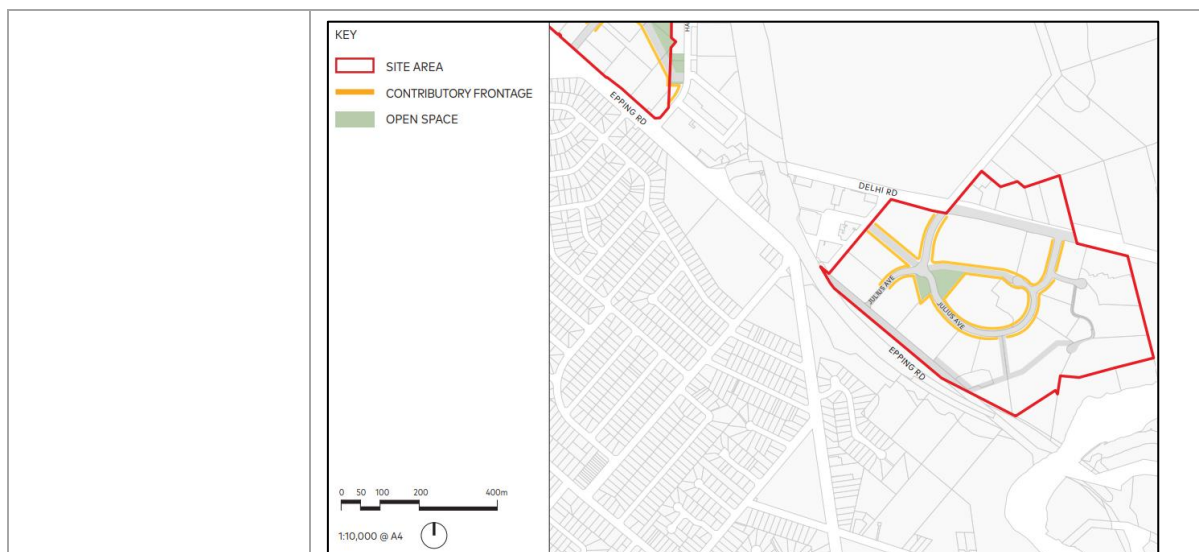 KEY
SITE AREA
CONTRIBUTORY FRONTAGE
OPEN SPACE
EPPING RD
DELHI RD
JULIUS AVE
JULIUS AVE
EPPING RD
0 50 100 200 400m
1:10,000 @ A4